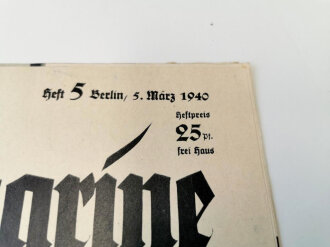 Heft 5 Berlin, 5. März 1940
Heftpreis
25 Pf.
frei Haus
arine